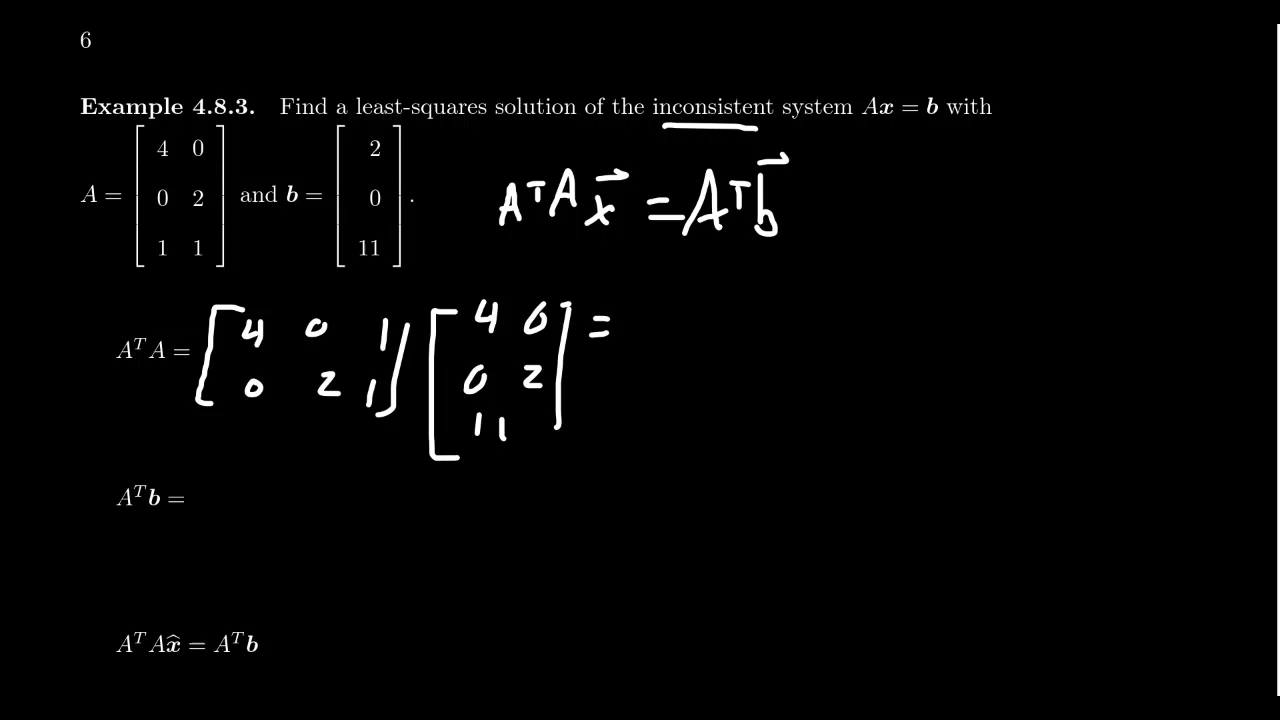 6
Example 4.8.3. Find a least-squares solution of the inconsistent system Ax = b with
A = [ 4 0 ; 0 2 ; 1 1 ] and b = [ 2 ; 0 ; 11 ].
AᵀA x⃗ = Aᵀb⃗
AᵀA = [ 4 0 1 ; 0 2 1 ] [ 4 0 ; 0 2 ; 1 1 ] =
Aᵀb =
AᵀAx̂ = Aᵀb